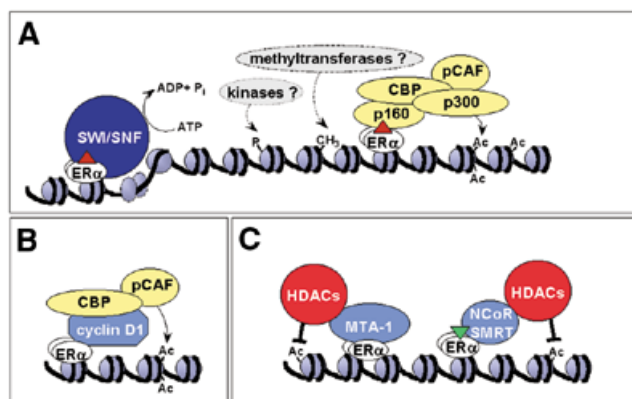 A
methyltransferases ?
ADP+ Pi
kinases ?
pCAF
CBP
p300
SWI/SNF
ATP
p160
P
CH3
ERα
ERα
Ac
Ac
Ac
B
pCAF
CBP
cyclin D1
ERα
Ac
Ac
C
HDACs
HDACs
MTA-1
NCoR
SMRT
Ac
ERα
ERα
Ac